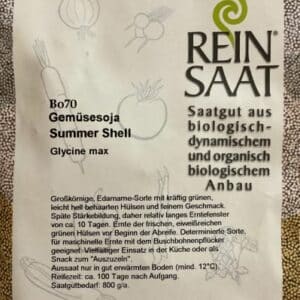 REIN®
SAAT
Saatgut aus
biologisch-
dynamischem
und organisch
biologischem
Anbau
Bo70
Gemüsesoja
Summer Shell
Glycine max
Großkörnige, Edamame-Sorte mit kräftig grünen,
leicht hell behaarten Hülsen und feinem Geschmack.
Späte Stärkebildung, daher relativ langes Erntefenster
von ca. 10 Tagen. Ernte der frischen, eiweißreichen
grünen Hülsen vor Beginn der Abreife. Determinierte Sorte,
für maschinelle Ernte mit dem Buschbohnenpflücker
geeignet. Vielfältiger Einsatz in der Küche oder als
Snack zum "Auszuzeln".
Aussaat nur in gut erwärmten Boden (mind. 12°C).
Reifezeit: ca. 100 Tage nach Aufgang.
Saatgutbedarf: 800 g/a.